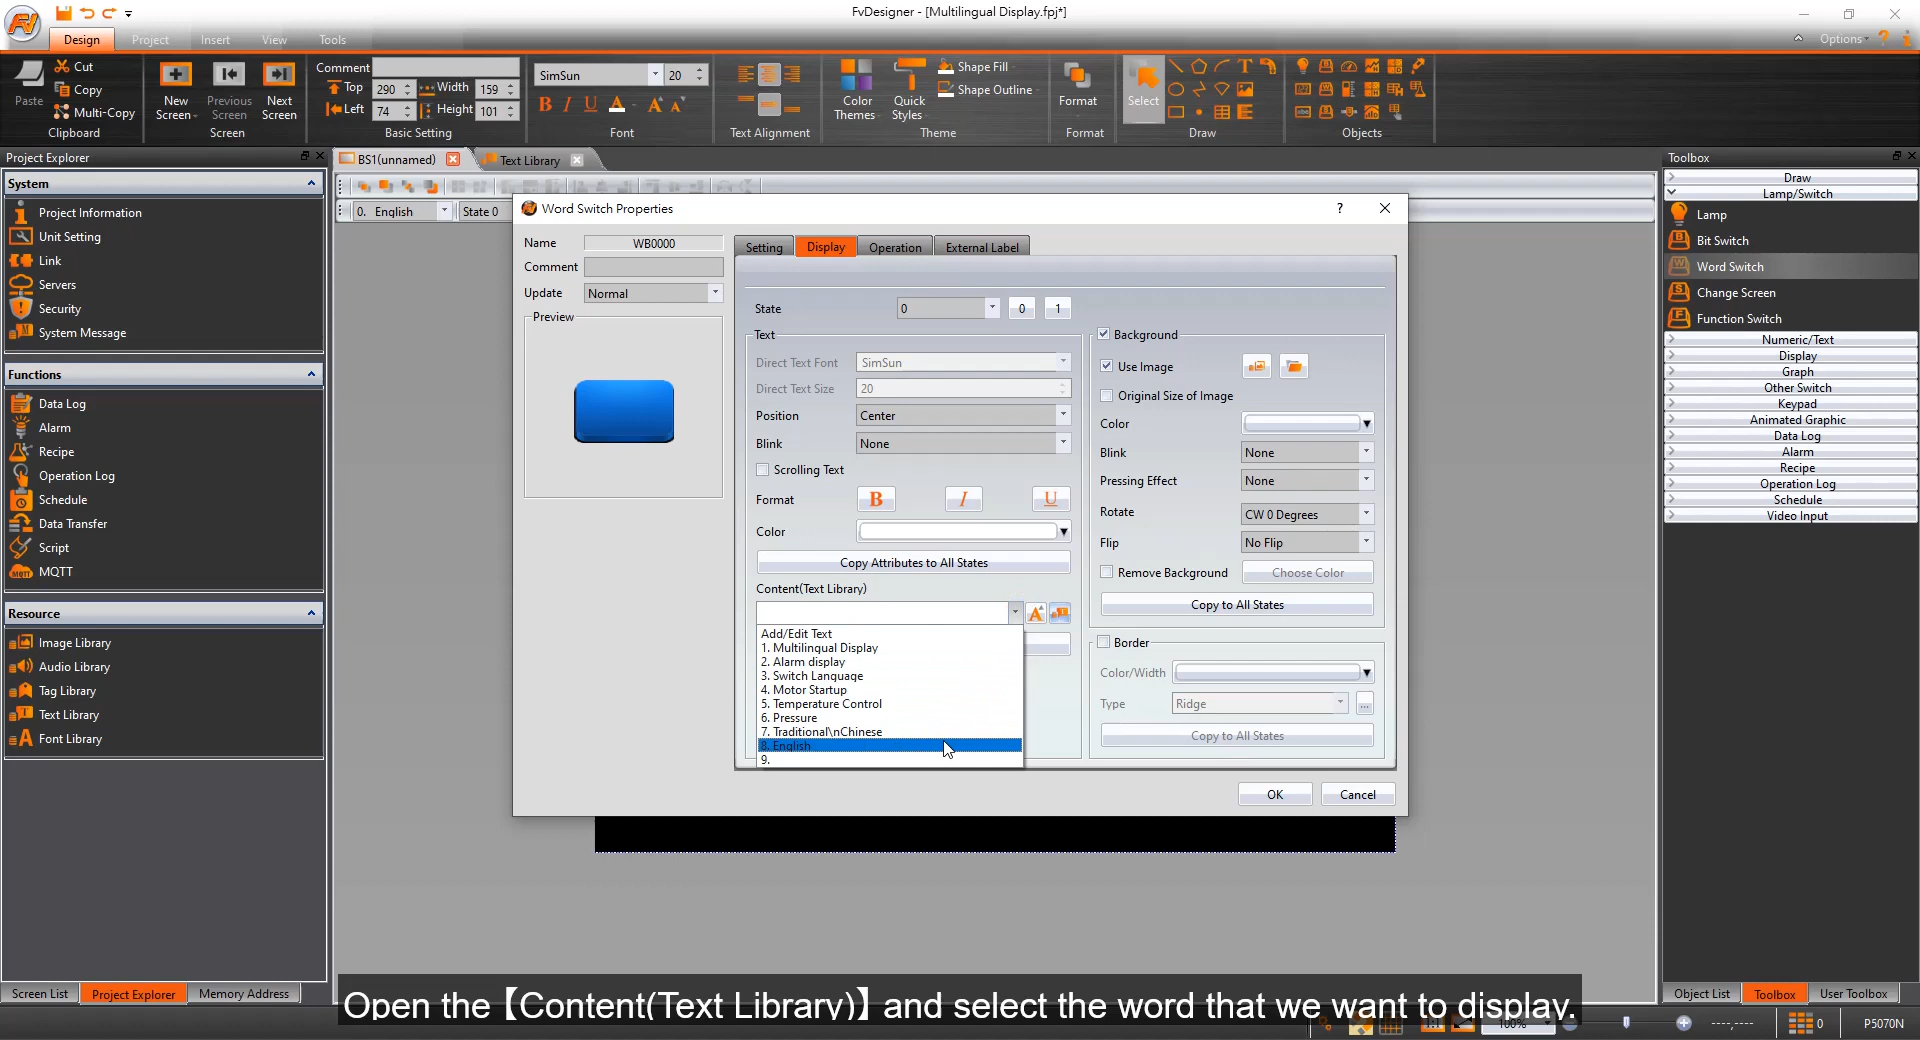 FvDesigner - [Multilingual Display.fpj*]
Design
Project
Insert
View
Tools
Options
Paste
Cut
Copy
Multi-Copy
Clipboard
New Screen
Previous Screen
Next Screen
Screen
Comment
Top 290 Width 159
Left 74 Height 101
Basic Setting
SimSun 20
B I U A A A
Font
Text Alignment
Color Themes
Quick Styles
Shape Fill
Shape Outline
Theme
Format
Format
Select
Draw
Objects
Project Explorer
System
Project Information
Unit Setting
Link
Servers
Security
System Message
Functions
Data Log
Alarm
Recipe
Operation Log
Schedule
Data Transfer
Script
MQTT
Resource
Image Library
Audio Library
Tag Library
Text Library
Font Library
Screen List
Project Explorer
Memory Address
BS1(unnamed)
Text Library
0. English
State 0
Word Switch Properties
?
Name WB0000
Comment
Update Normal
Preview
Setting
Display
Operation
External Label
State 0 0 1
Text
Direct Text Font SimSun
Direct Text Size 20
Position Center
Blink None
Scrolling Text
Format B I U
Color
Copy Attributes to All States
Content(Text Library)
Add/Edit Text
1. Multilingual Display
2. Alarm display
3. Switch Language
4. Motor Startup
5. Temperature Control
6. Pressure
7. Traditional\nChinese
8. English
9.
Background
Use Image
Original Size of Image
Color
Blink None
Pressing Effect None
Rotate CW 0 Degrees
Flip No Flip
Remove Background Choose Color
Copy to All States
Border
Color/Width
Type Ridge ...
Copy to All States
OK
Cancel
Toolbox
Draw
Lamp/Switch
Lamp
Bit Switch
Word Switch
Change Screen
Function Switch
Numeric/Text
Display
Graph
Other Switch
Keypad
Animated Graphic
Data Log
Alarm
Recipe
Operation Log
Schedule
Video Input
Object List
Toolbox
User Toolbox
Open the【Content(Text Library)】and select the word that we want to display.
100%
----,----
0
P5070N